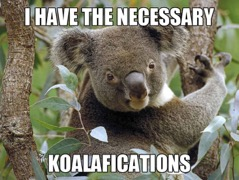 I HAVE THE NECESSARY
KOALAFICATIONS